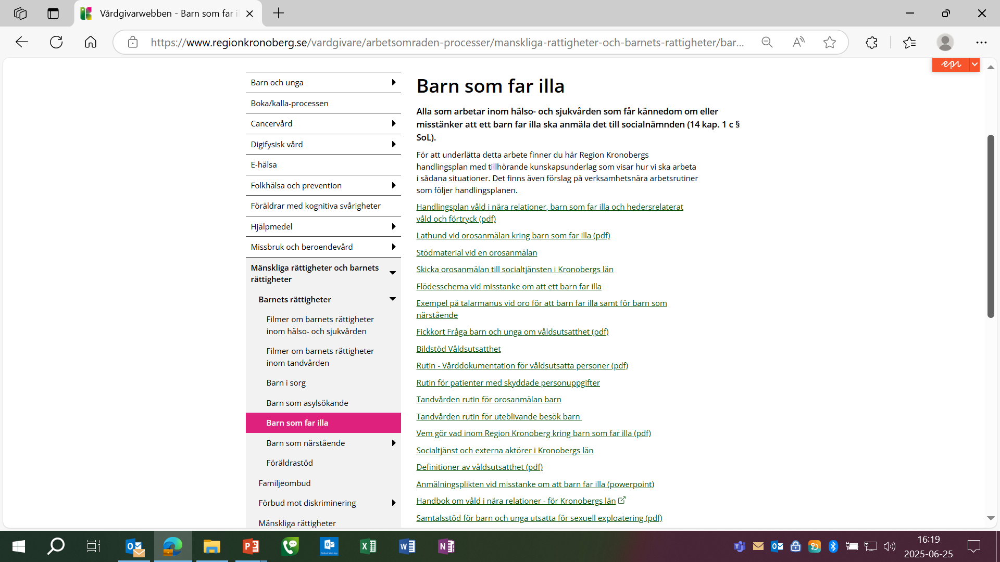 Vårdgivarwebben - Barn som far il
https://www.regionkronoberg.se/vardgivare/arbetsomraden-processer/manskliga-rattigheter-och-barnets-rattigheter/bar...
epi
Barn och unga
Boka/kalla-processen
Cancervård
Digifysisk vård
E-hälsa
Folkhälsa och prevention
Föräldrar med kognitiva svårigheter
Hjälpmedel
Missbruk och beroendevård
Mänskliga rättigheter och barnets
rättigheter
Barnets rättigheter
Filmer om barnets rättigheter
inom hälso- och sjukvården
Filmer om barnets rättigheter
inom tandvården
Barn i sorg
Barn som asylsökande
Barn som far illa
Barn som närstående
Föräldrastöd
Familjeombud
Förbud mot diskriminering
Mänskliga rättigheter
Barn som far illa
Alla som arbetar inom hälso- och sjukvården som får kännedom om eller
misstänker att ett barn far illa ska anmäla det till socialnämnden (14 kap. 1 c §
SoL).
För att underlätta detta arbete finner du här Region Kronobergs
handlingsplan med tillhörande kunskapsunderlag som visar hur vi ska arbeta
i sådana situationer. Det finns även förslag på verksamhetsnära arbetsrutiner
som följer handlingsplanen.
Handlingsplan våld i nära relationer, barn som far illa och hedersrelaterat
våld och förtryck (pdf)
Lathund vid orosanmälan kring barn som far illa (pdf)
Stödmaterial vid en orosanmälan
Skicka orosanmälan till socialtjänsten i Kronobergs län
Flödesschema vid misstanke om att ett barn far illa
Exempel på talarmanus vid oro för att barn far illa samt för barn som
närstående
Fickkort Fråga barn och unga om våldsutsatthet (pdf)
Bildstöd Våldsutsatthet
Rutin - Vårddokumentation för våldsutsatta personer (pdf)
Rutin för patienter med skyddade personuppgifter
Tandvården rutin för orosanmälan barn
Tandvården rutin för uteblivande besök barn
Vem gör vad inom Region Kronoberg kring barn som far illa (pdf)
Socialtjänst och externa aktörer i Kronobergs län
Definitioner av våldsutsatthet (pdf)
Anmälningsplikten vid misstanke om att barn far illa (powerpoint)
Handbok om våld i nära relationer - för Kronobergs län
Samtalsstöd för barn och unga utsatta för sexuell exploatering (pdf)
16:19
2025-06-25